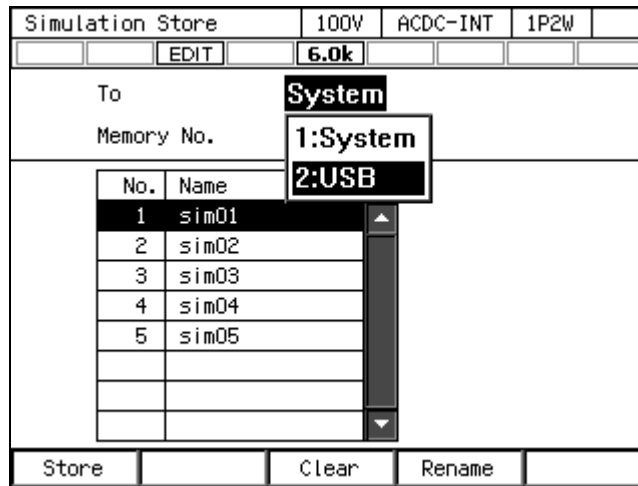 Simulation Store 100V ACDC-INT 1P2W
EDIT 6.0k
To System
Memory No. 1:System
2:USB
No. Name
1 sim01
2 sim02
3 sim03
4 sim04
5 sim05
Store Clear Rename